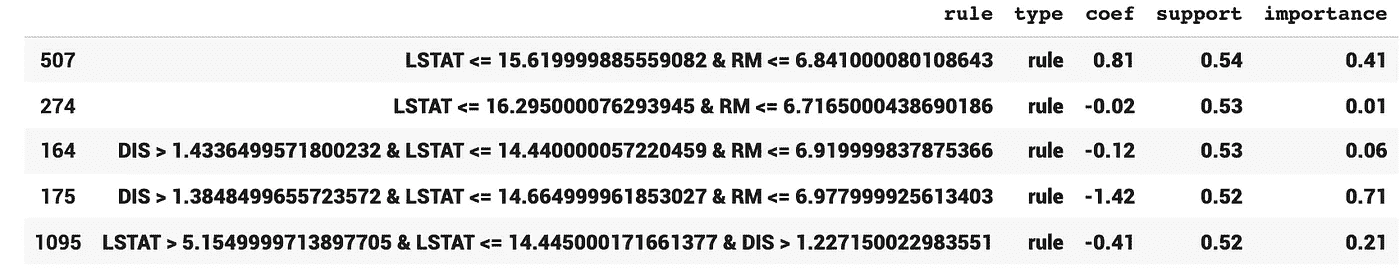 rule type coef support importance
507 LSTAT <= 15.619999885559082 & RM <= 6.841000080108643 rule 0.81 0.54 0.41
274 LSTAT <= 16.295000076293945 & RM <= 6.7165000438690186 rule -0.02 0.53 0.01
164 DIS > 1.4336499571800232 & LSTAT <= 14.440000057220459 & RM <= 6.919999837875366 rule -0.12 0.53 0.06
175 DIS > 1.3848499655723572 & LSTAT <= 14.664999961853027 & RM <= 6.977999925613403 rule -1.42 0.52 0.71
1095 LSTAT > 5.1549999713897705 & LSTAT <= 14.445000171661377 & DIS > 1.227150022983551 rule -0.41 0.52 0.21